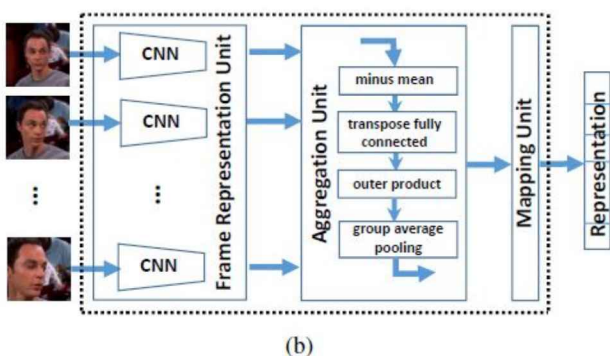 CNN
CNN
...
...
CNN
Frame Representation Unit
Aggregation Unit
minus mean
transpose fully
connected
outer product
group average
pooling
Mapping Unit
Representation
(b)